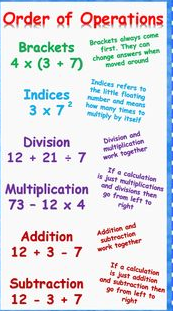 Order of Operations
Brackets
4 x (3 + 7)
Brackets always come
first. They can
change answers when
moved around
Indices
3 x 7²
Indices refers to
the little floating
number and means
how many times to
multiply by itself
Division
12 + 21 ÷ 7
Division and
multiplication
work together
Multiplication
73 - 12 x 4
If a calculation
is just multiplications
and divisions then
go from left to
right
Addition
12 + 3 - 7
Addition and
subtraction
work together
Subtraction
12 - 3 + 7
If a calculation
is just addition
and subtraction then
go from left to
right